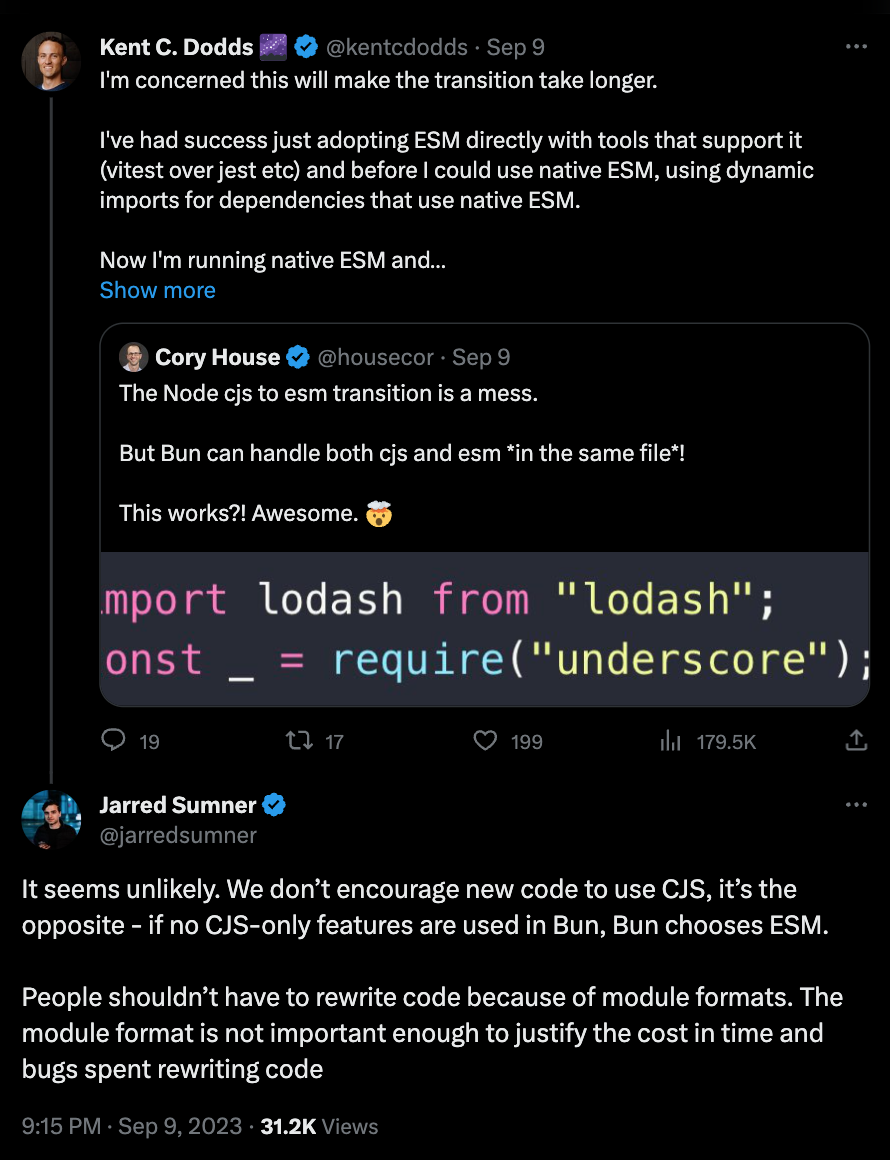 Kent C. Dodds 🌌 @kentcdodds · Sep 9
I'm concerned this will make the transition take longer.
I've had success just adopting ESM directly with tools that support it
(vitest over jest etc) and before I could use native ESM, using dynamic
imports for dependencies that use native ESM.
Now I'm running native ESM and...
Show more
Cory House @housecor · Sep 9
The Node cjs to esm transition is a mess.
But Bun can handle both cjs and esm *in the same file*!
This works?! Awesome. 🤯
mport lodash from "lodash";
onst _ = require("underscore");
19 17 199 179.5K
Jarred Sumner
@jarredsumner
It seems unlikely. We don’t encourage new code to use CJS, it’s the
opposite - if no CJS-only features are used in Bun, Bun chooses ESM.
People shouldn’t have to rewrite code because of module formats. The
module format is not important enough to justify the cost in time and
bugs spent rewriting code
9:15 PM · Sep 9, 2023 · 31.2K Views